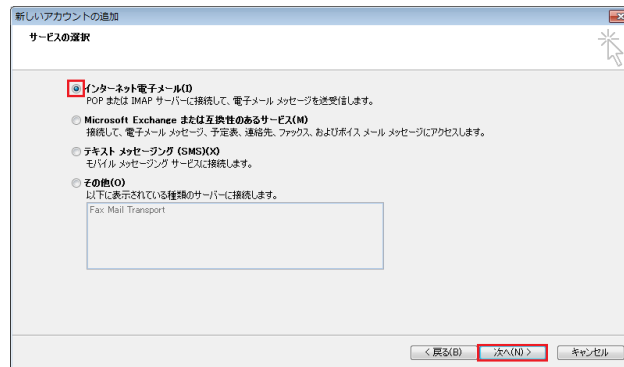 新しいアカウントの追加
サービスの選択
インターネット電子メール(I)
POP または IMAP サーバーに接続して、電子メール メッセージを送受信します。
Microsoft Exchange または互換性のあるサービス(M)
接続して、電子メール メッセージ、予定表、連絡先、ファックス、およびボイス メール メッセージにアクセスします。
テキスト メッセージング (SMS)(X)
モバイル メッセージング サービスに接続します。
その他(O)
以下に表示されている種類のサーバーに接続します。
Fax Mail Transport
< 戻る(B) 次へ(N) > キャンセル